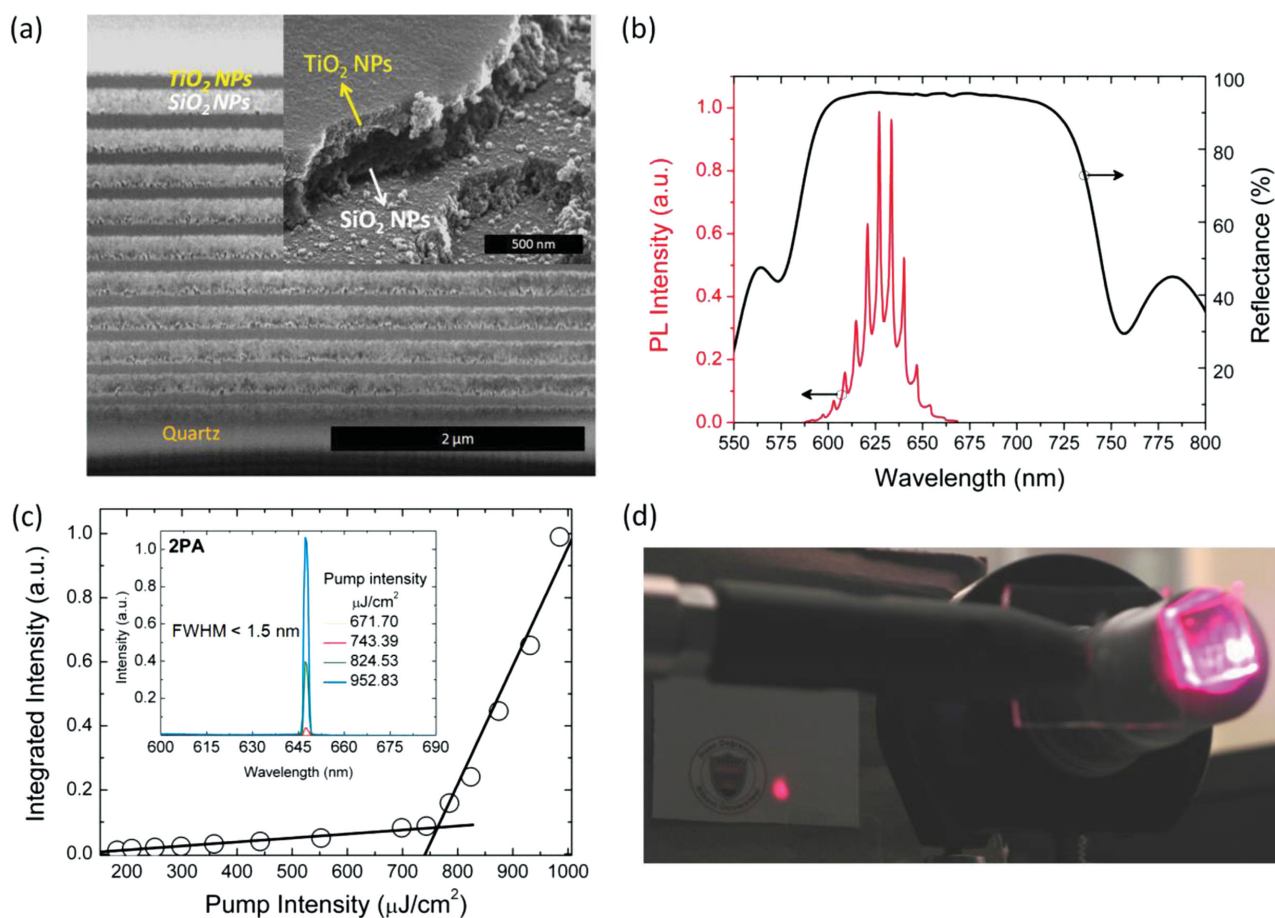 (a)
TiO2 NPs
SiO2 NPs
TiO2 NPs
SiO2 NPs
500 nm
Quartz
2 μm
(b)
PL Intensity (a.u.)
1.0
0.8
0.6
0.4
0.2
0.0
100
80
60
40
20
Reflectance (%)
550 575 600 625 650 675 700 725 750 775 800
Wavelength (nm)
(c)
Integrated Intensity (a.u.)
1.0
0.8
0.6
0.4
0.2
0.0
2PA
Intensity (a.u.)
1.0
0.8
0.6
0.4
0.2
FWHM < 1.5 nm
Pump intensity
μJ/cm2
671.70
743.39
824.53
952.83
600 615 630 645 660 675 690
Wavelength (nm)
200 300 400 500 600 700 800 900 1000
Pump Intensity (μJ/cm2)
(d)